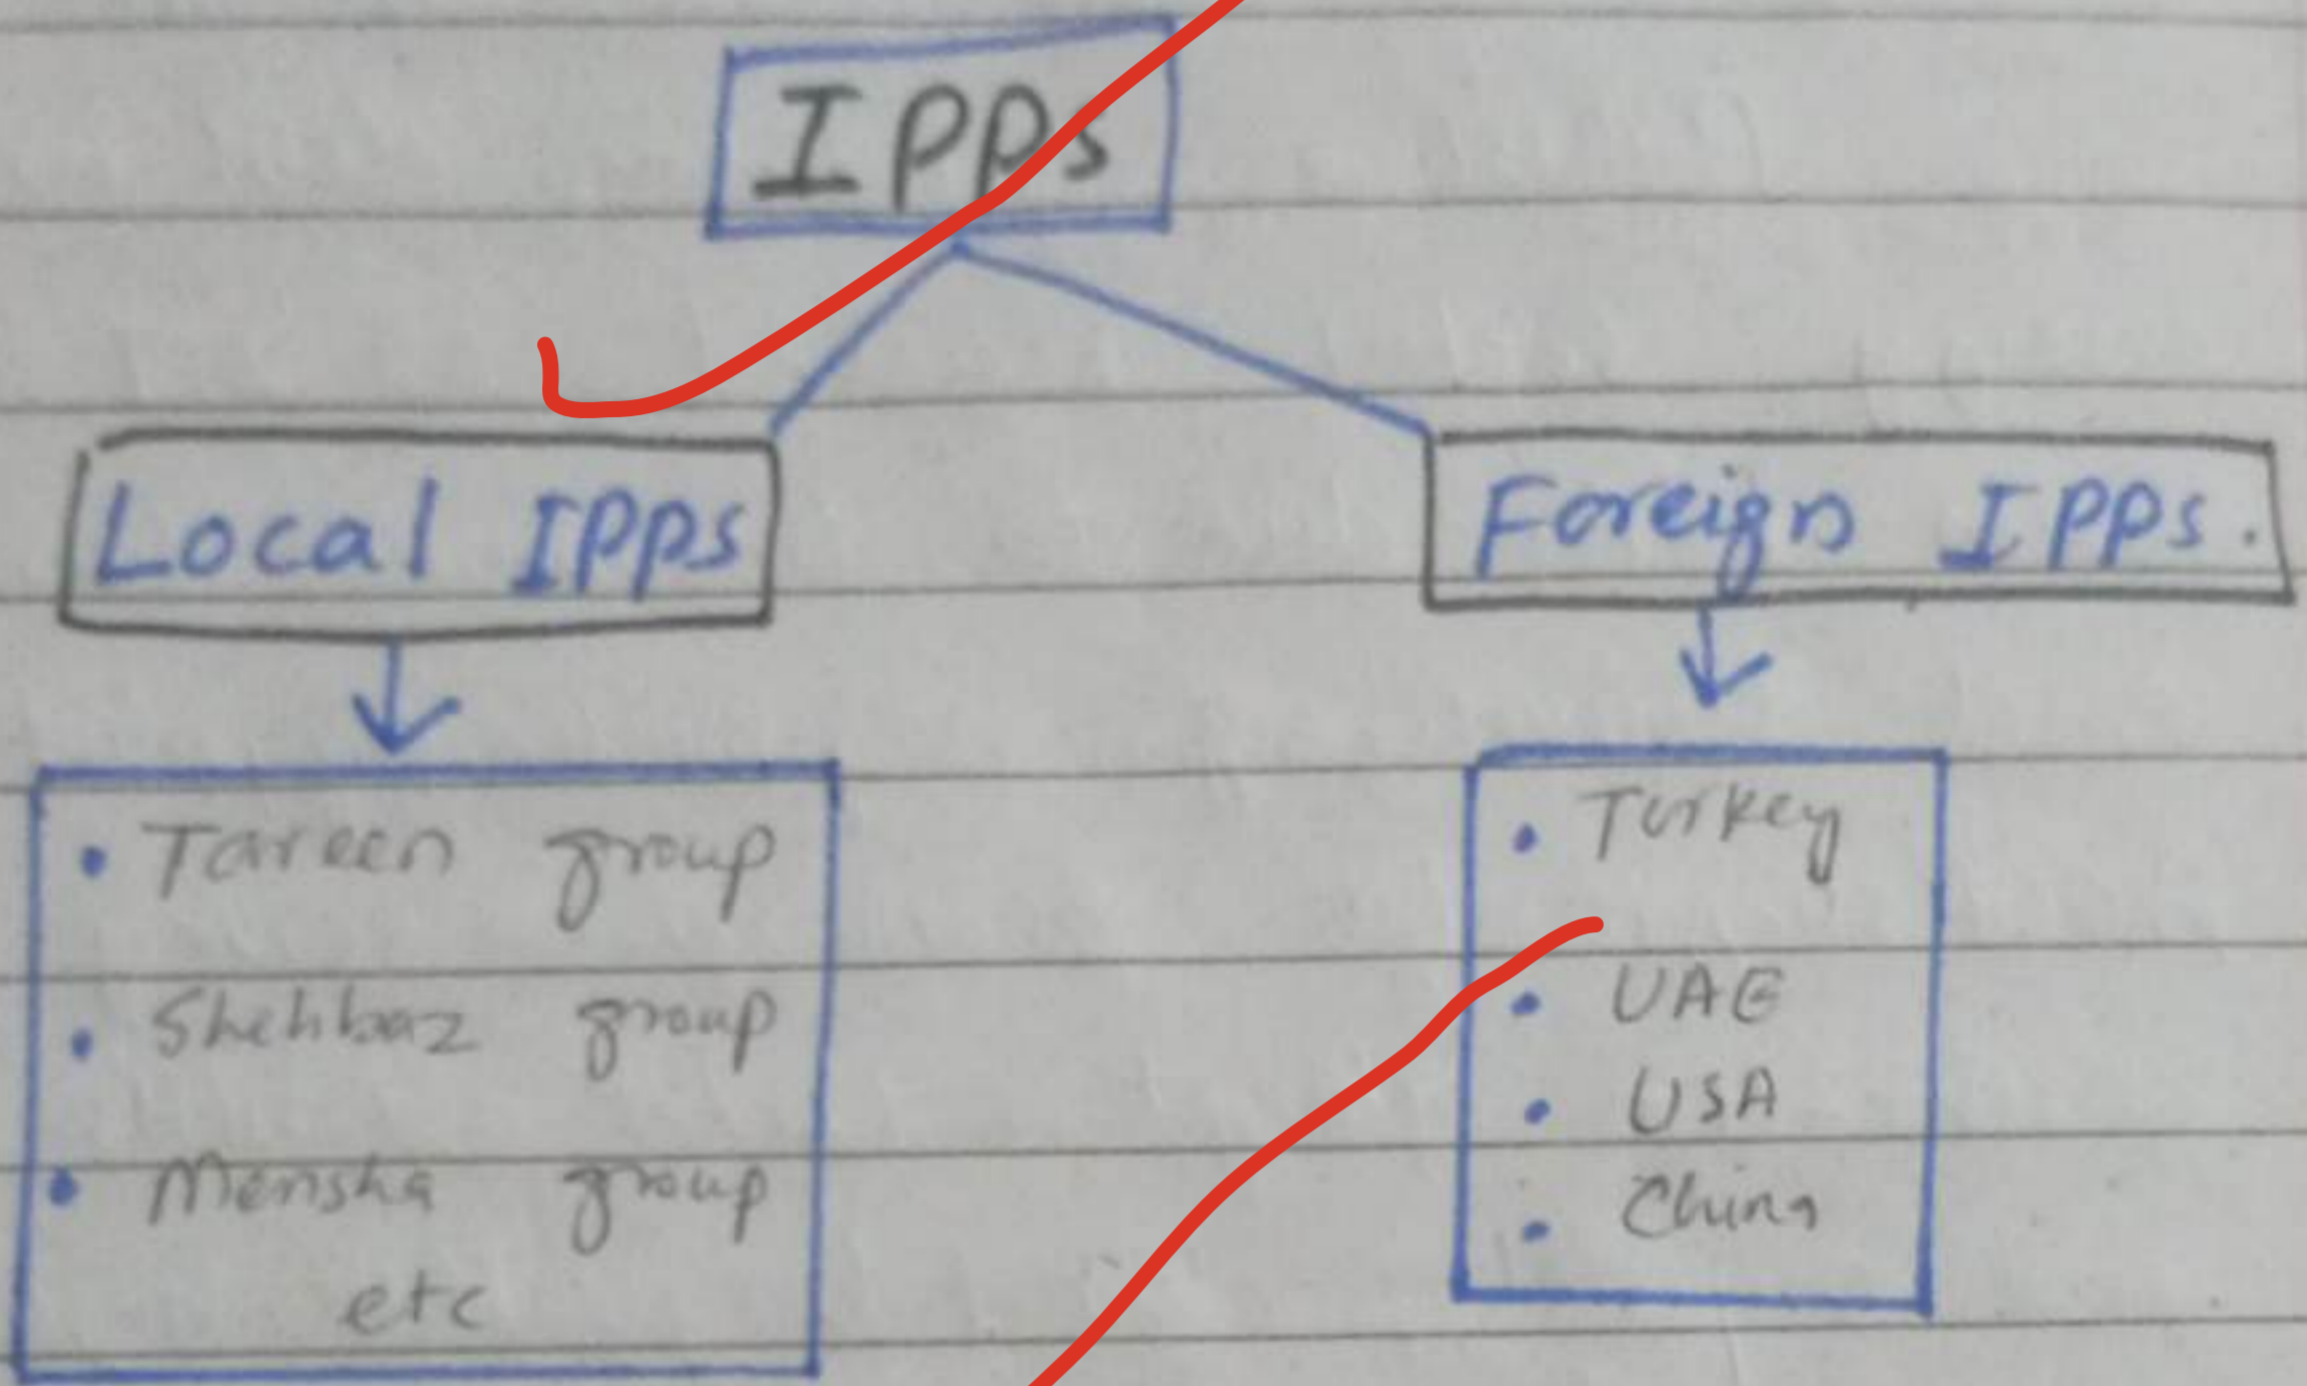 IPPs
Local IPPs
Foreign IPPs.
• Tareen group
• Shehbaz group
• Mensha group
etc
• Turkey
• UAE
• USA
• China